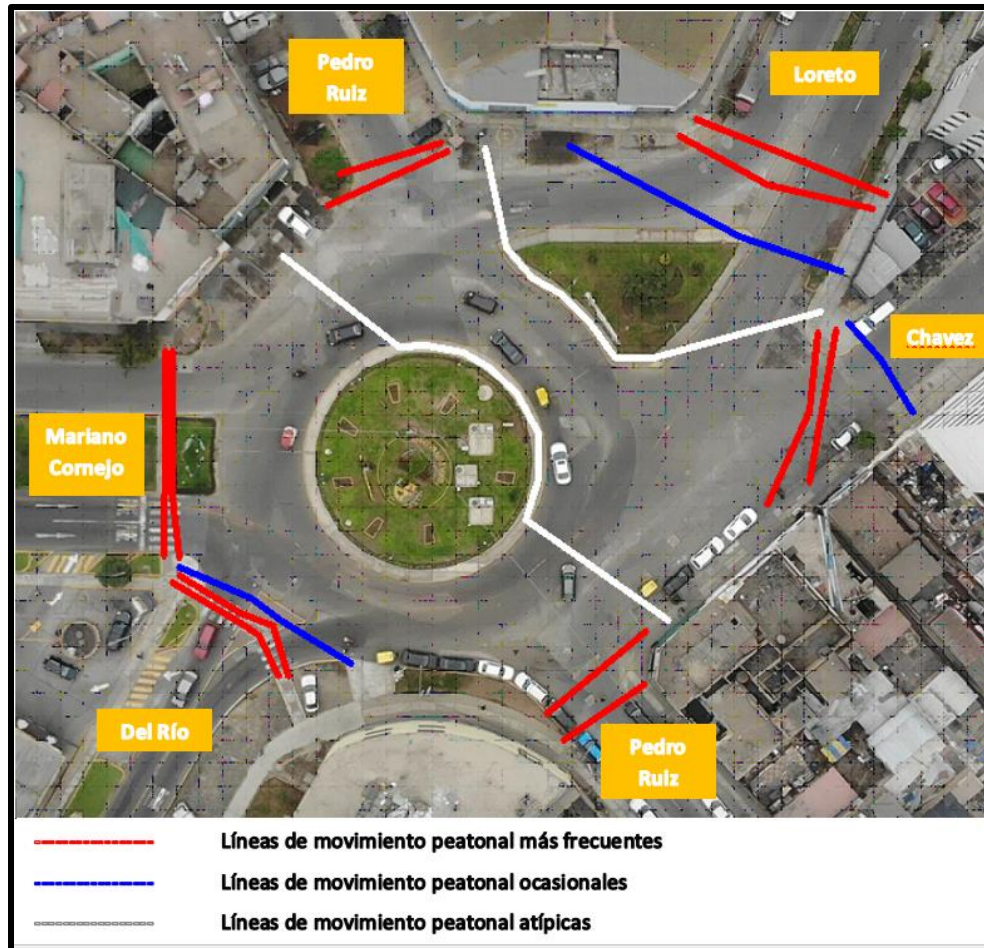 Pedro
Ruiz
Loreto
Chavez
Mariano
Cornejo
Del Río
Pedro
Ruiz
Líneas de movimiento peatonal más frecuentes
Líneas de movimiento peatonal ocasionales
Líneas de movimiento peatonal atípicas